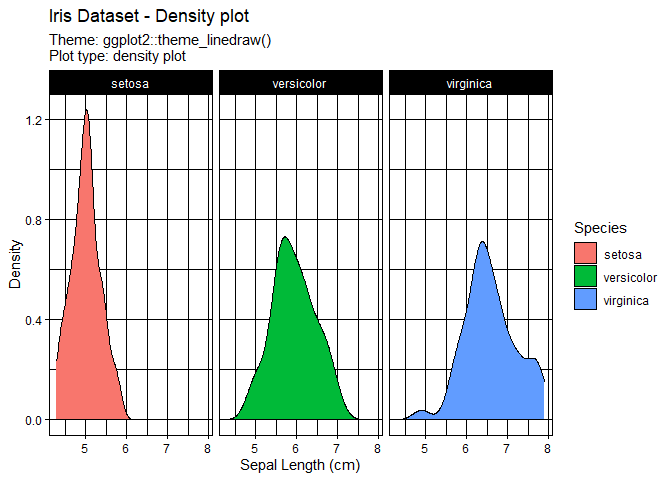 Iris Dataset - Density plot
Theme: ggplot2::theme_linedraw()
Plot type: density plot
setosa
versicolor
virginica
1.2
0.8
0.4
0.0
Density
5
6
7
8
5
6
7
8
5
6
7
8
Sepal Length (cm)
Species
setosa
versicolor
virginica